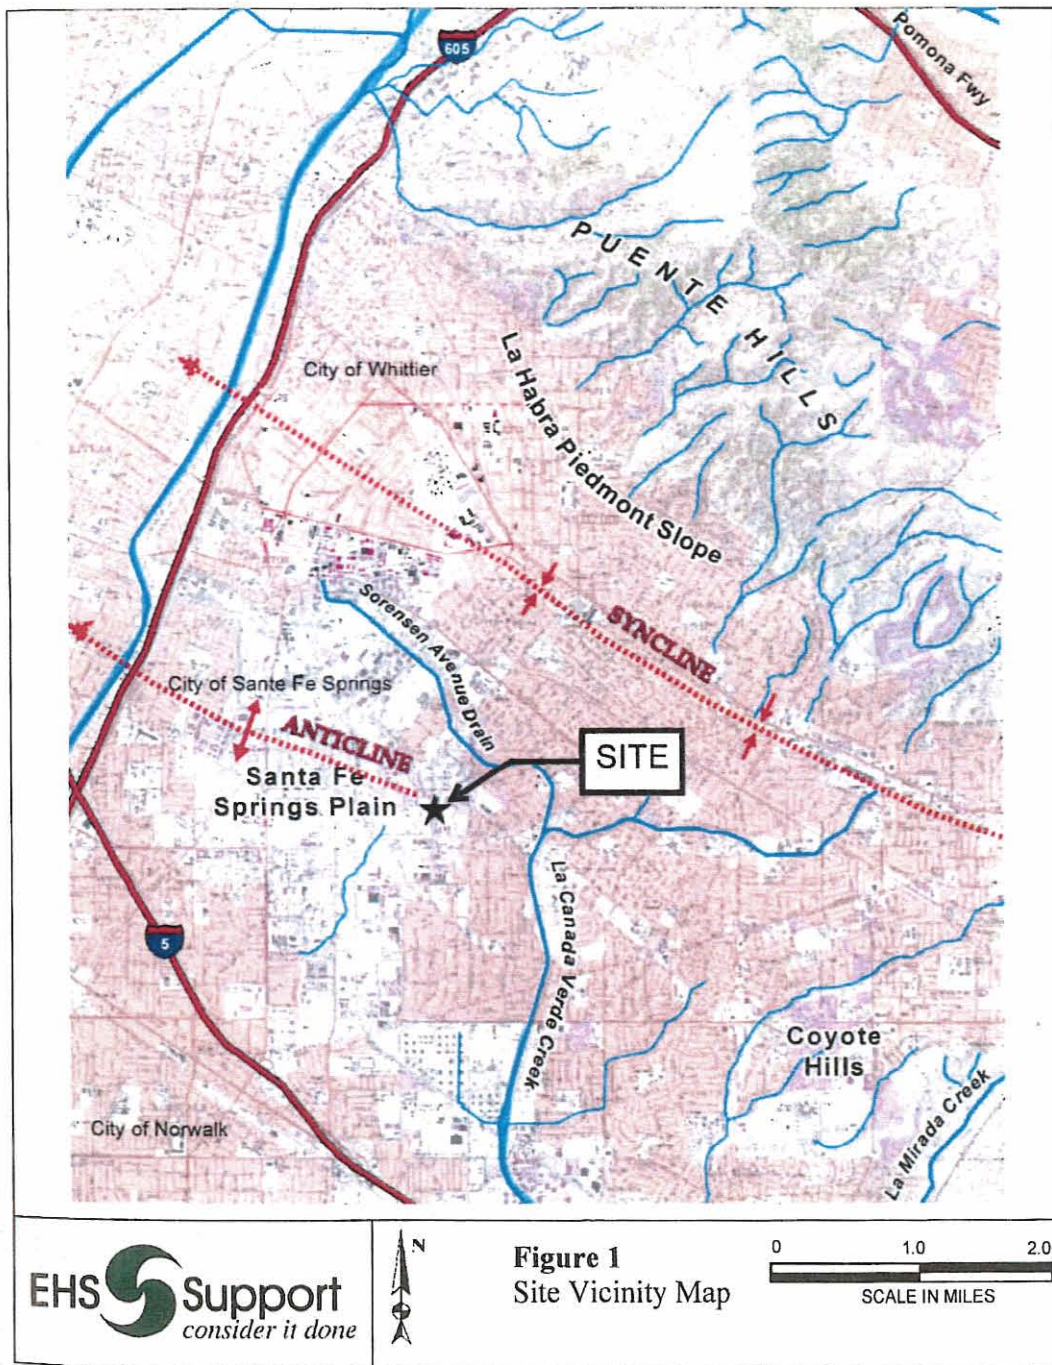 605
Pomona Fwy
PUENTE HILLS
City of Whittier
La Habra Piedmont Slope
Sorensen Avenue Drain
SYNCLINE
City of Sante Fe Springs
ANTICLINE
SITE
Santa Fe
Springs Plain
La Canada Verde Creek
5
Coyote
Hills
La Mirada Creek
City of Norwalk
EHS Support
consider it done
N
Figure 1
Site Vicinity Map
0 1.0 2.0
SCALE IN MILES